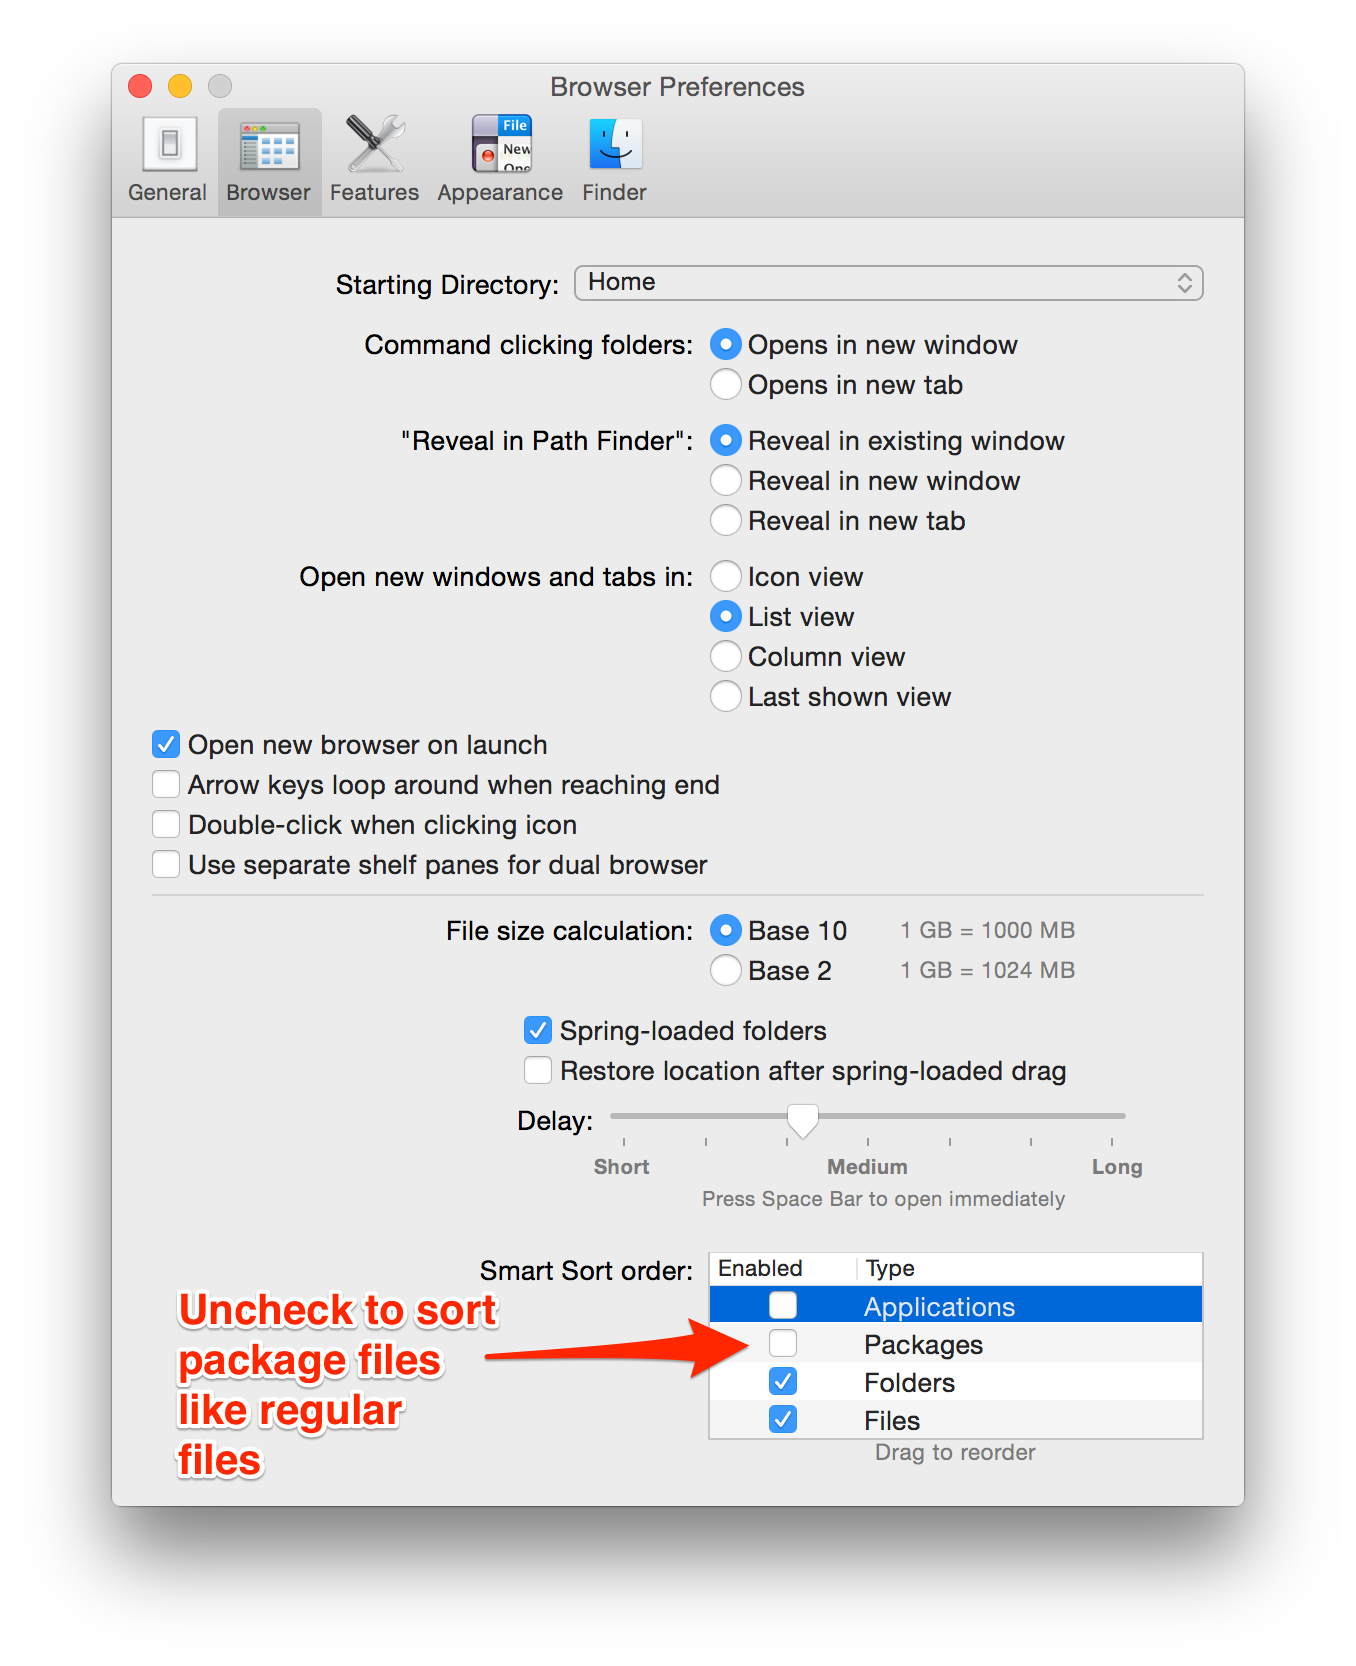 Browser Preferences
File
New
General Browser Features Appearance Finder
Starting Directory: Home
Command clicking folders: Opens in new window
Opens in new tab
"Reveal in Path Finder": Reveal in existing window
Reveal in new window
Reveal in new tab
Open new windows and tabs in: Icon view
List view
Column view
Last shown view
Open new browser on launch
Arrow keys loop around when reaching end
Double-click when clicking icon
Use separate shelf panes for dual browser
File size calculation: Base 10 1 GB = 1000 MB
Base 2 1 GB = 1024 MB
Spring-loaded folders
Restore location after spring-loaded drag
Delay:
Short Medium Long
Press Space Bar to open immediately
Smart Sort order: Enabled Type
Applications
Packages
Folders
Files
Drag to reorder
Uncheck to sort
package files
like regular
files